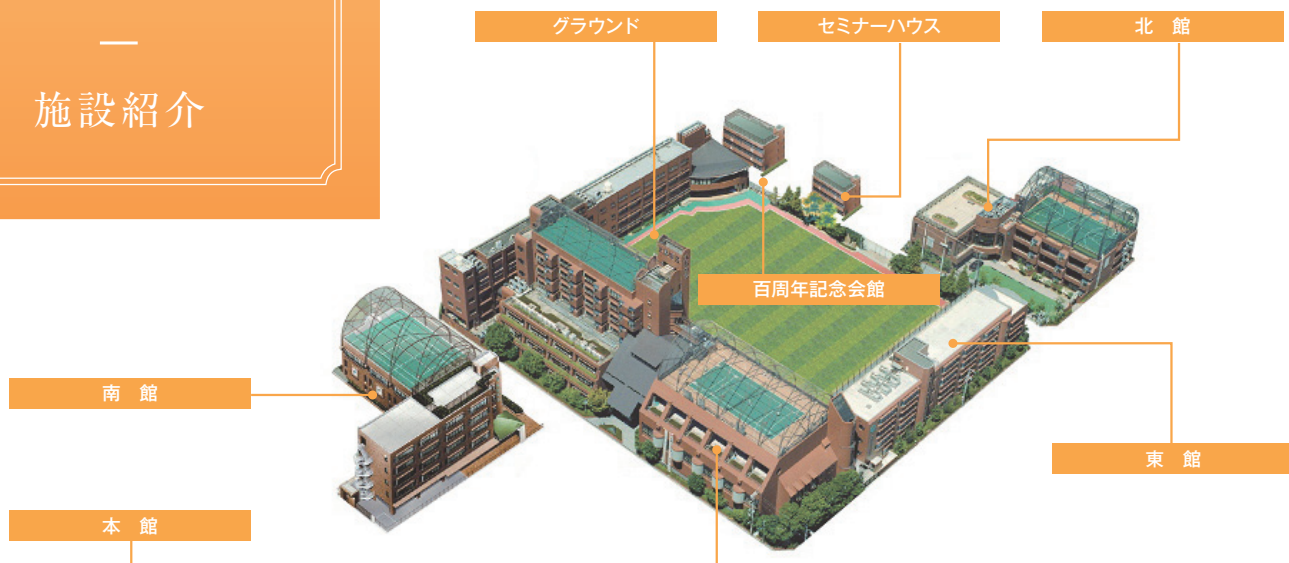 施設紹介
グラウンド
セミナーハウス
北　館
百周年記念会館
南　館
東　館
本　館